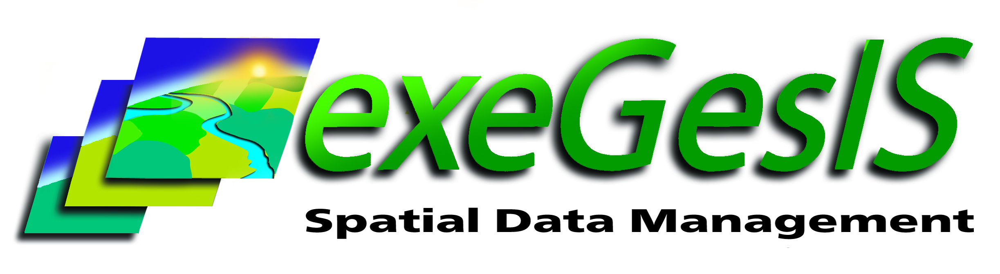 exeGesIS
Spatial Data Management